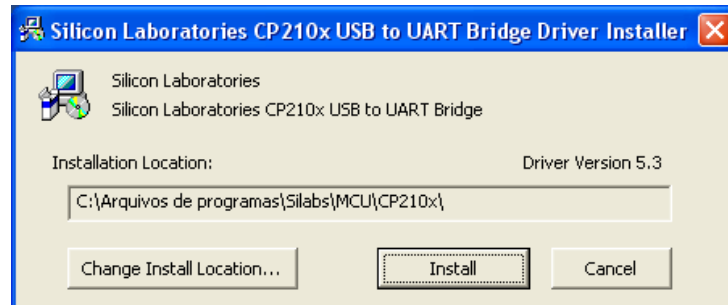 Silicon Laboratories CP210x USB to UART Bridge Driver Installer
Silicon Laboratories
Silicon Laboratories CP210x USB to UART Bridge
Installation Location: Driver Version 5.3
C:\Arquivos de programas\Silabs\MCU\CP210x\
Change Install Location... Install Cancel